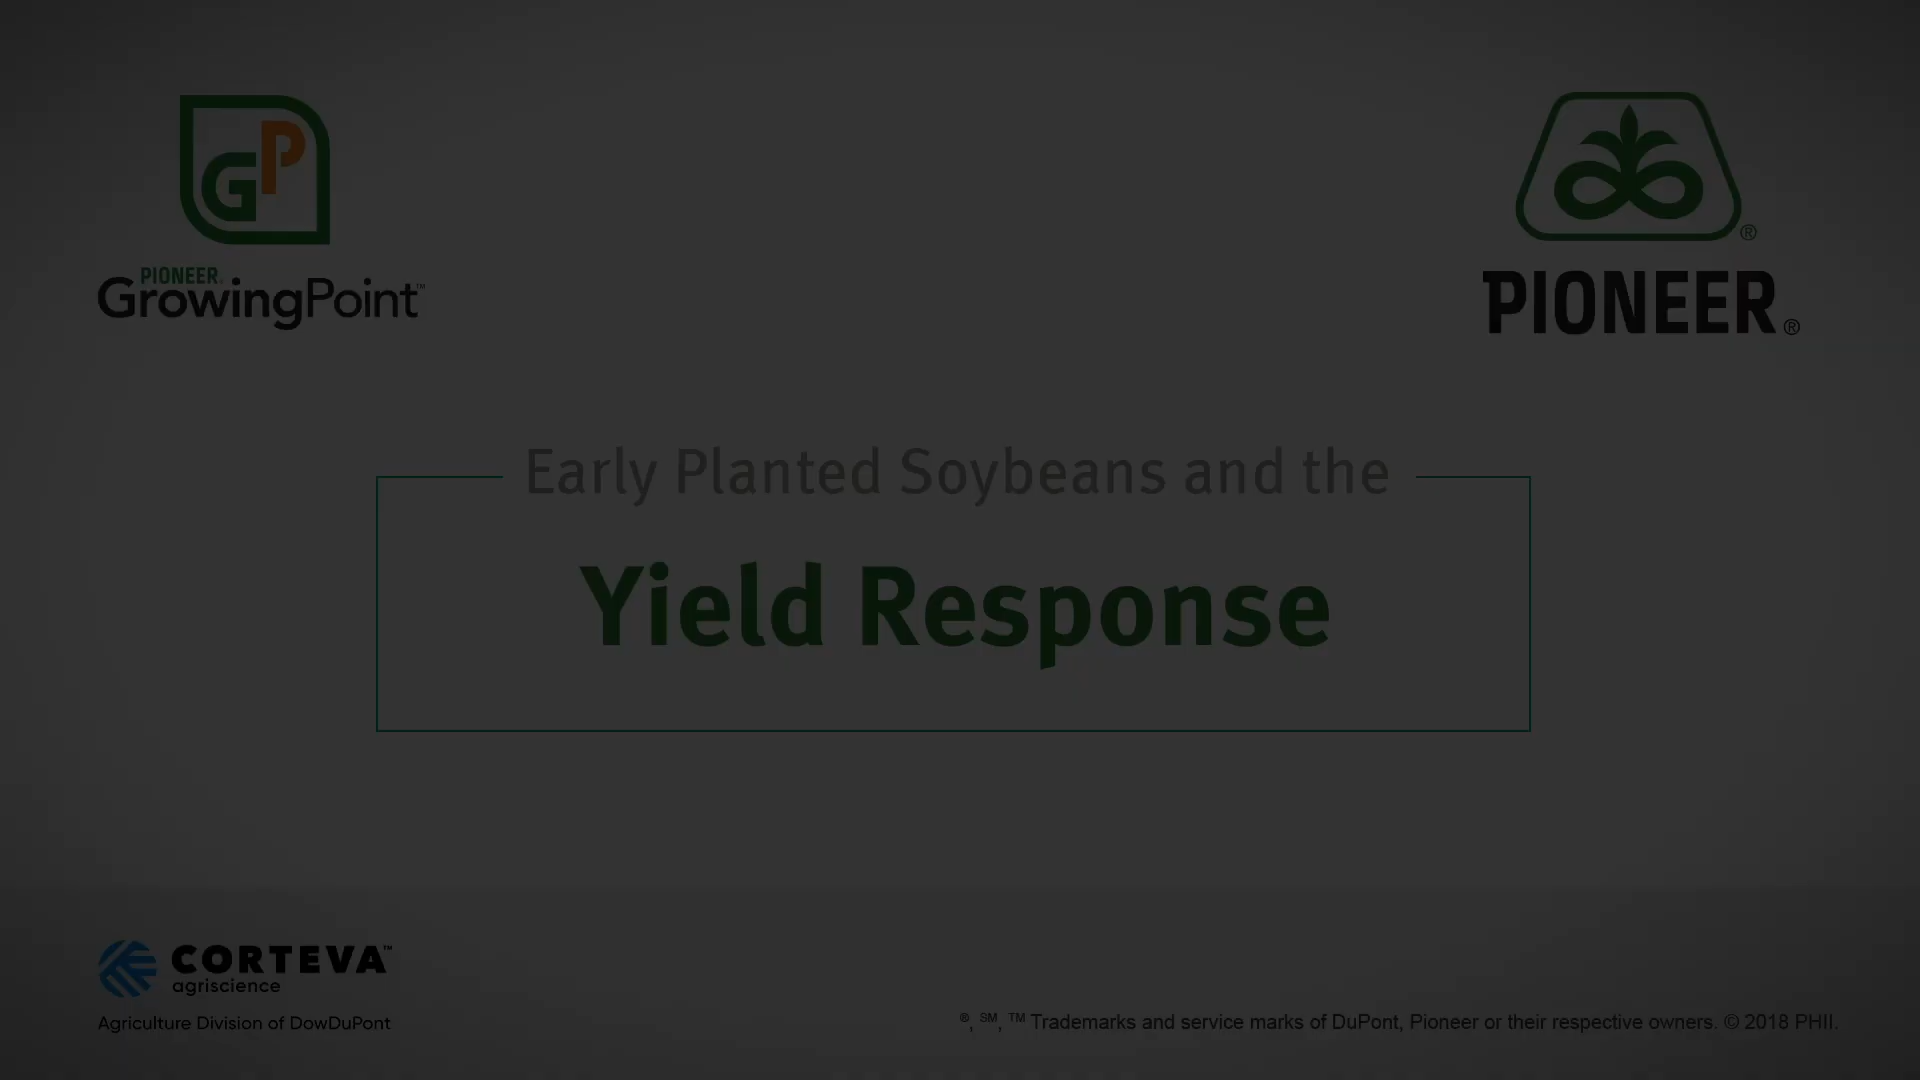 GP
PIONEER®
GrowingPoint™
®
PIONEER®
Early Planted Soybeans and the
Yield Response
CORTEVA™
agriscience
Agriculture Division of DowDuPont
®, SM, TM Trademarks and service marks of DuPont, Pioneer or their respective owners. © 2018 PHII.